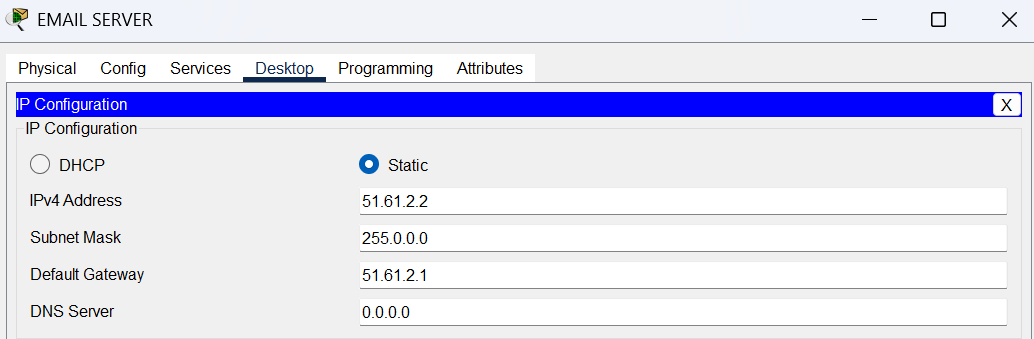 EMAIL SERVER
Physical Config Services Desktop Programming Attributes
IP Configuration X
IP Configuration
DHCP Static
IPv4 Address 51.61.2.2
Subnet Mask 255.0.0.0
Default Gateway 51.61.2.1
DNS Server 0.0.0.0